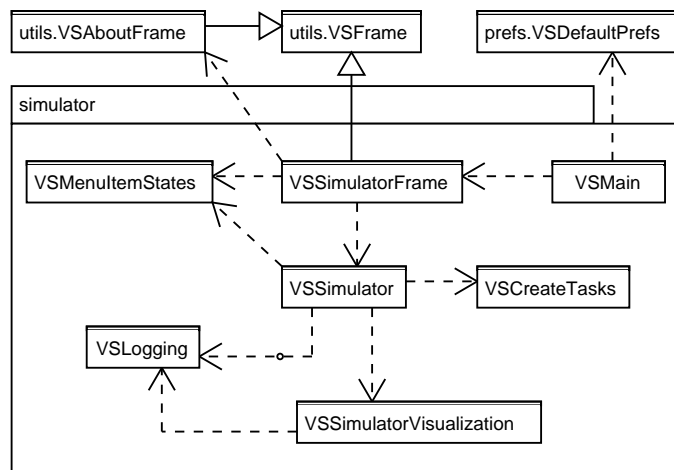 utils.VSAboutFrame
utils.VSFrame
prefs.VSDefaultPrefs
simulator
VSMenuItemStates
VSSimulatorFrame
VSMain
VSSimulator
VSCreateTasks
VSLogging
VSSimulatorVisualization